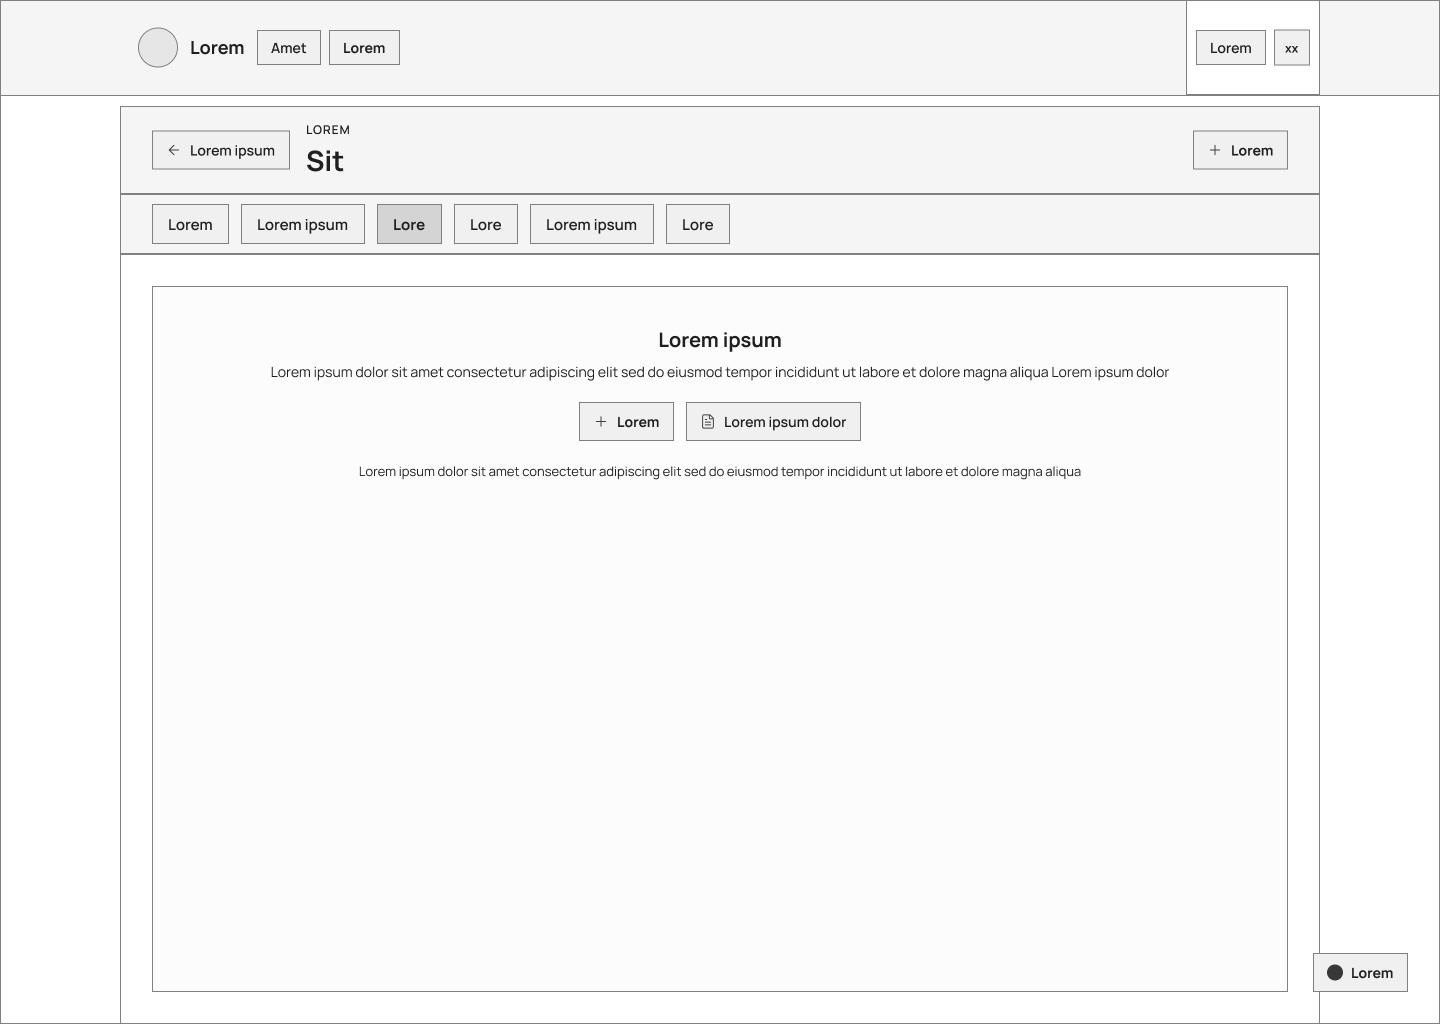 Lorem Amet Lorem Lorem xx
Lorem ipsum
LOREM
Sit
Lorem
Lorem Lorem ipsum Lore Lore Lorem ipsum Lore
Lorem ipsum
Lorem ipsum dolor sit amet consectetur adipiscing elit sed do eiusmod tempor incididunt ut labore et dolore magna aliqua Lorem ipsum dolor
Lorem Lorem ipsum dolor
Lorem ipsum dolor sit amet consectetur adipiscing elit sed do eiusmod tempor incididunt ut labore et dolore magna aliqua
Lorem